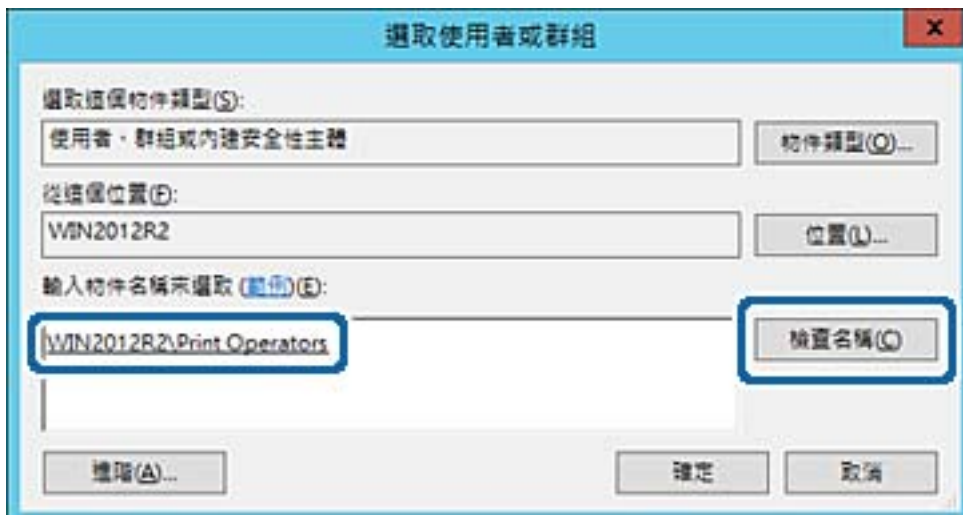 選取使用者或群組
x
選取這個物件類型(S):
使用者、群組或內建安全性主體
物件類型(O)...
從這個位置(F):
WIN2012R2
位置(L)...
輸入物件名稱來選取 (範例)(E):
WIN2012R2\Print Operators
檢查名稱(C)
進階(A)...
確定
取消